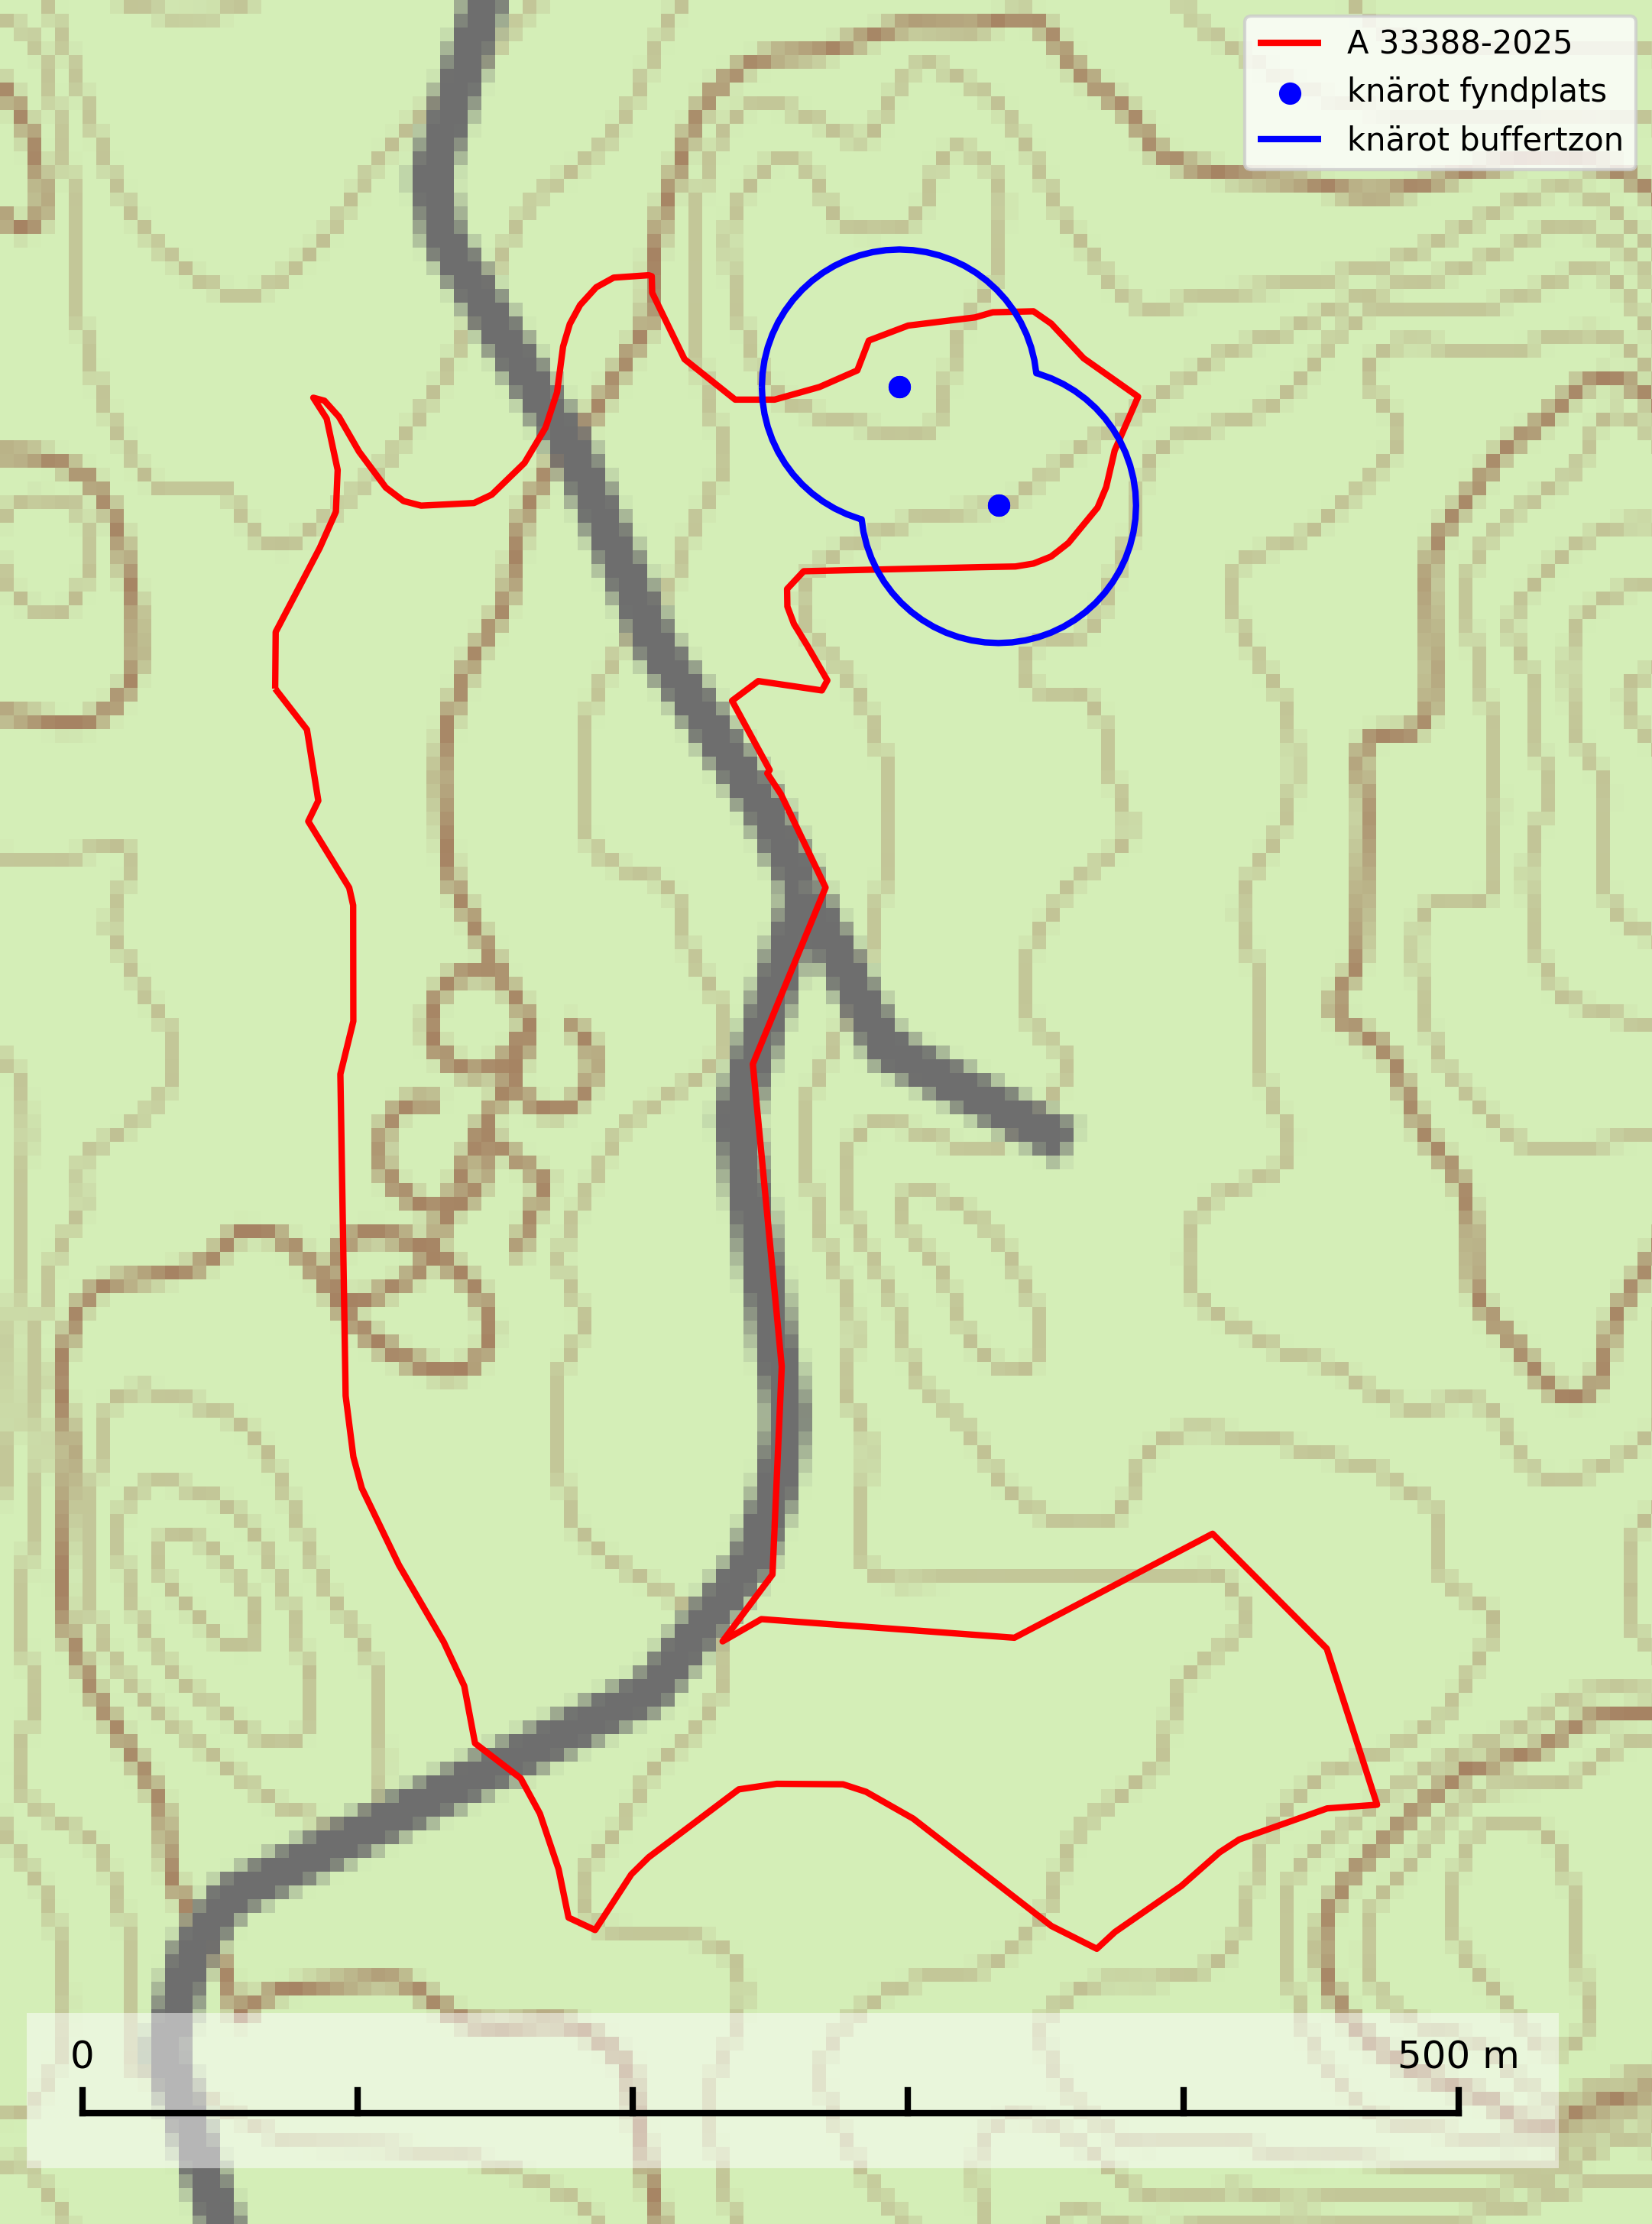 A 33388-2025
knärot fyndplats
knärot buffertzon
0
500 m